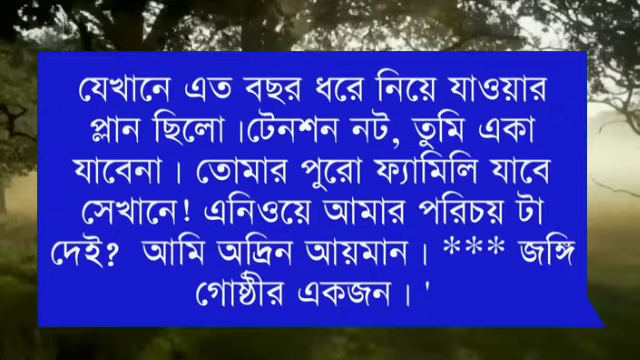 যেখানে এত বছর ধরে নিয়ে যাওয়ার
প্লান ছিলো।টেনশন নট, তুমি একা
যাবেনা। তোমার পুরো ফ্যামিলি যাবে
সেখানে! এনিওয়ে আমার পরিচয় টা
দেই? আমি অদ্রিন আয়মান। *** জঙ্গি
গোষ্ঠীর একজন। '